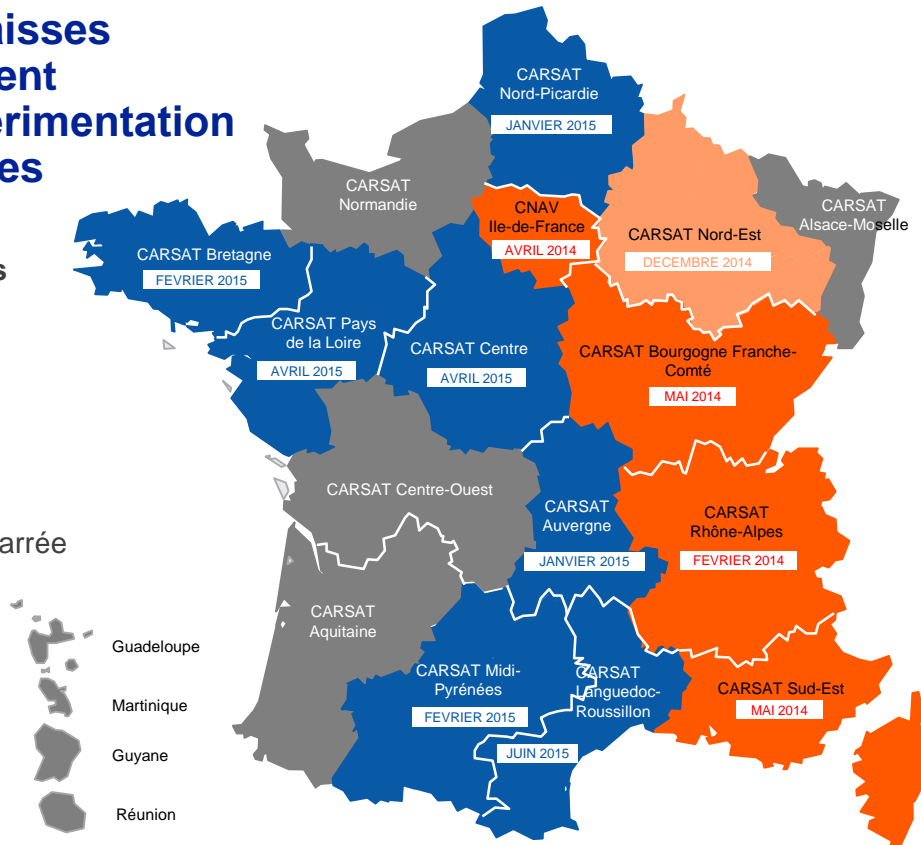 aisses
ent
érimentation
es
s
arrée
CARSAT
Nord-Picardie
JANVIER 2015
CARSAT
Normandie
CNAV
Ile-de-France
AVRIL 2014
CARSAT Nord-Est
DECEMBRE 2014
CARSAT
Alsace-Moselle
CARSAT Bretagne
FEVRIER 2015
CARSAT Pays
de la Loire
AVRIL 2015
CARSAT Centre
AVRIL 2015
CARSAT Bourgogne Franche-
Comté
MAI 2014
CARSAT Centre-Ouest
CARSAT
Auvergne
JANVIER 2015
CARSAT
Rhône-Alpes
FEVRIER 2014
CARSAT
Aquitaine
CARSAT Midi-
Pyrénées
FEVRIER 2015
CARSAT
Languedoc-
Roussillon
JUIN 2015
CARSAT Sud-Est
MAI 2014
Guadeloupe
Martinique
Guyane
Réunion